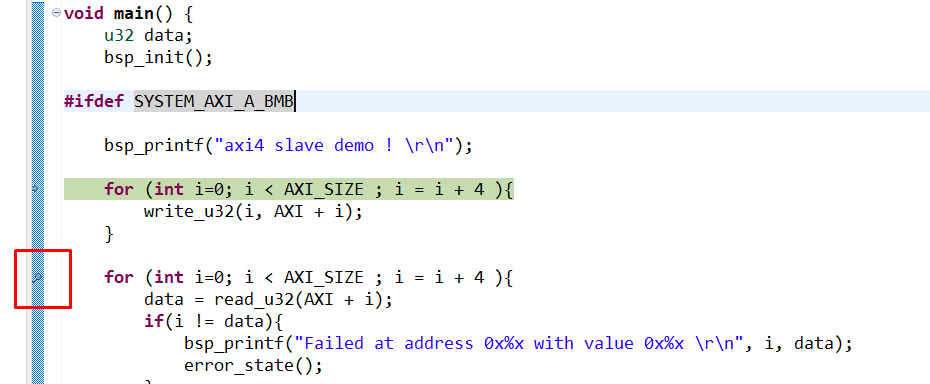 void main() {
u32 data;
bsp_init();
#ifdef SYSTEM_AXI_A_BMB
bsp_printf("axi4 slave demo ! \r\n");
for (int i=0; i < AXI_SIZE ; i = i + 4 ){
write_u32(i, AXI + i);
}
for (int i=0; i < AXI_SIZE ; i = i + 4 ){
data = read_u32(AXI + i);
if(i != data){
bsp_printf("Failed at address 0x%x with value 0x%x \r\n", i, data);
error_state();